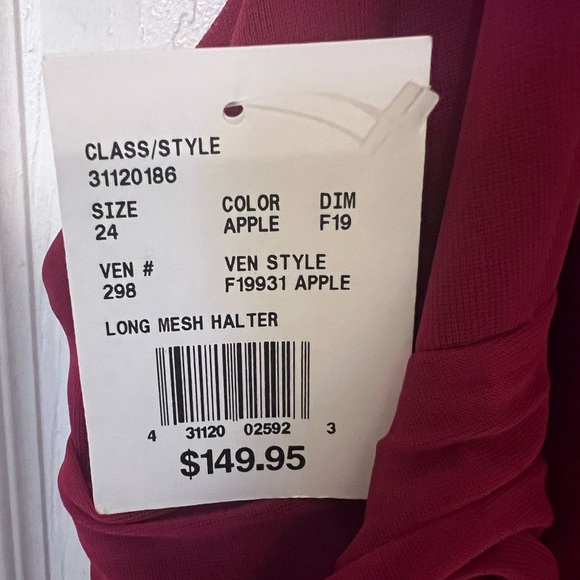 CLASS/STYLE
31120186
SIZE COLOR DIM
24 APPLE F19
VEN # VEN STYLE
298 F19931 APPLE
LONG MESH HALTER
4 31120 02592 3
$149.95